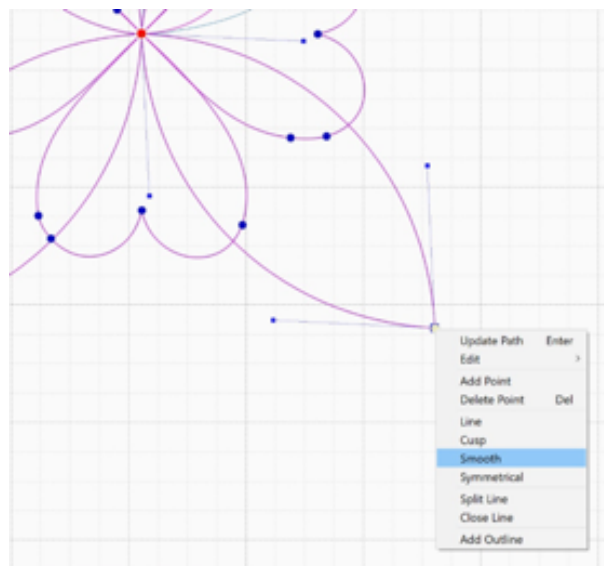 Update Path Enter
Edit >
Add Point
Delete Point Del
Line
Cusp
Smooth
Symmetrical
Split Line
Close Line
Add Outline